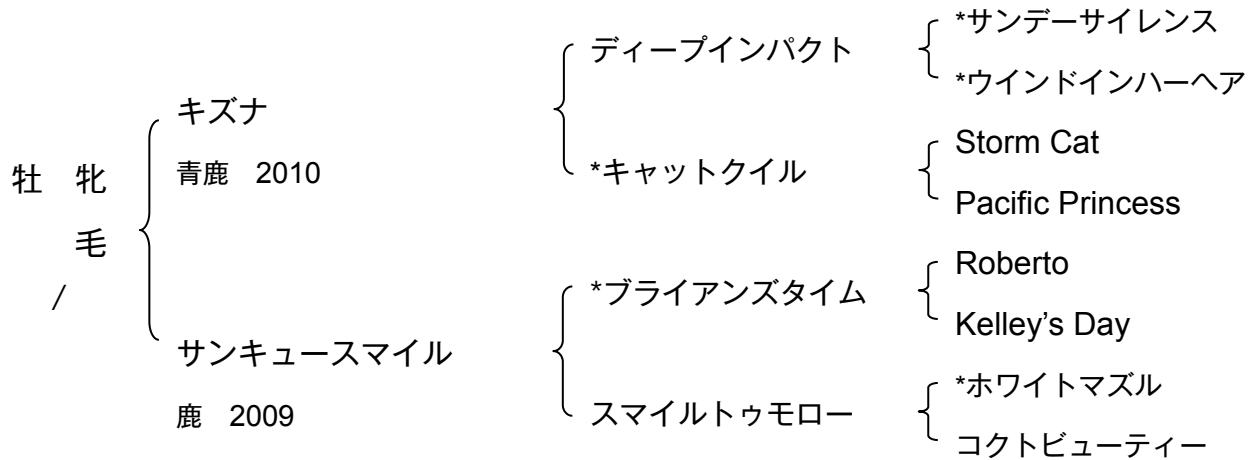 牡 牝
毛
/
キズナ
青鹿 2010
サンキュースマイル
鹿 2009
ディープインパクト
*キャットクイル
*ブライアンズタイム
スマイルトゥモロー
*サンデーサイレンス
*ウインドインハーヘア
Storm Cat
Pacific Princess
Roberto
Kelley’s Day
*ホワイトマズル
コクトビューティー